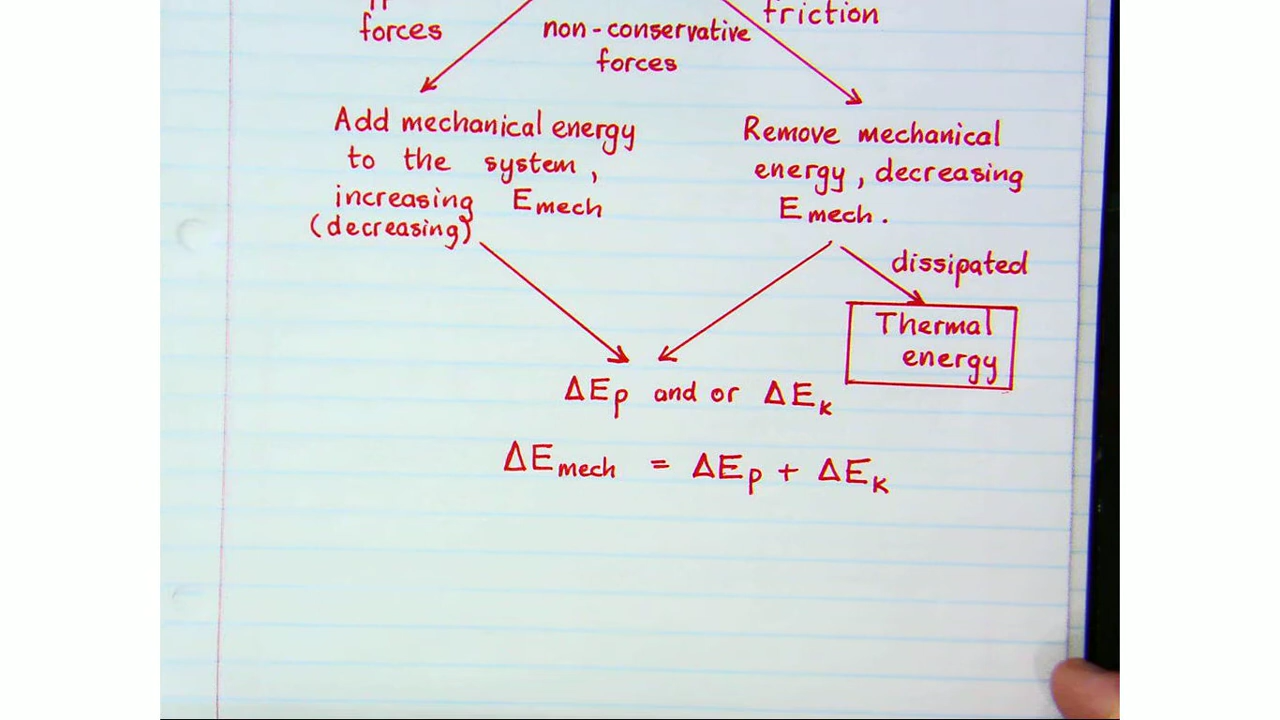 forces
non-conservative
forces
friction
Add mechanical energy
to the system,
increasing Emech
(decreasing)
Remove mechanical
energy, decreasing
Emech.
dissipated
Thermal
energy
ΔEp and or ΔEk
ΔEmech = ΔEp + ΔEk